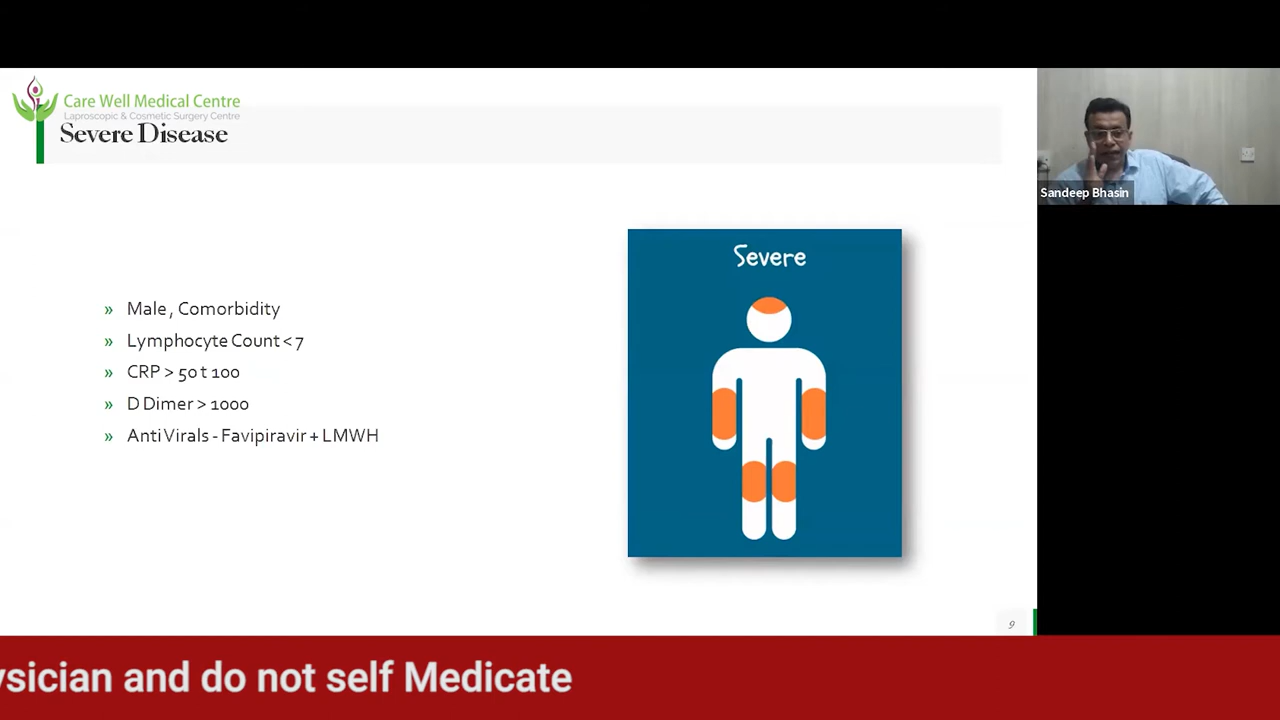 Care Well Medical Centre
Laproscopic & Cosmetic Surgery Centre
Severe Disease
Sandeep Bhasin
Severe
» Male , Comorbidity
» Lymphocyte Count < 7
» CRP > 50 t 100
» D Dimer > 1000
» Anti Virals - Favipiravir + LMWH
9
ysician and do not self Medicate